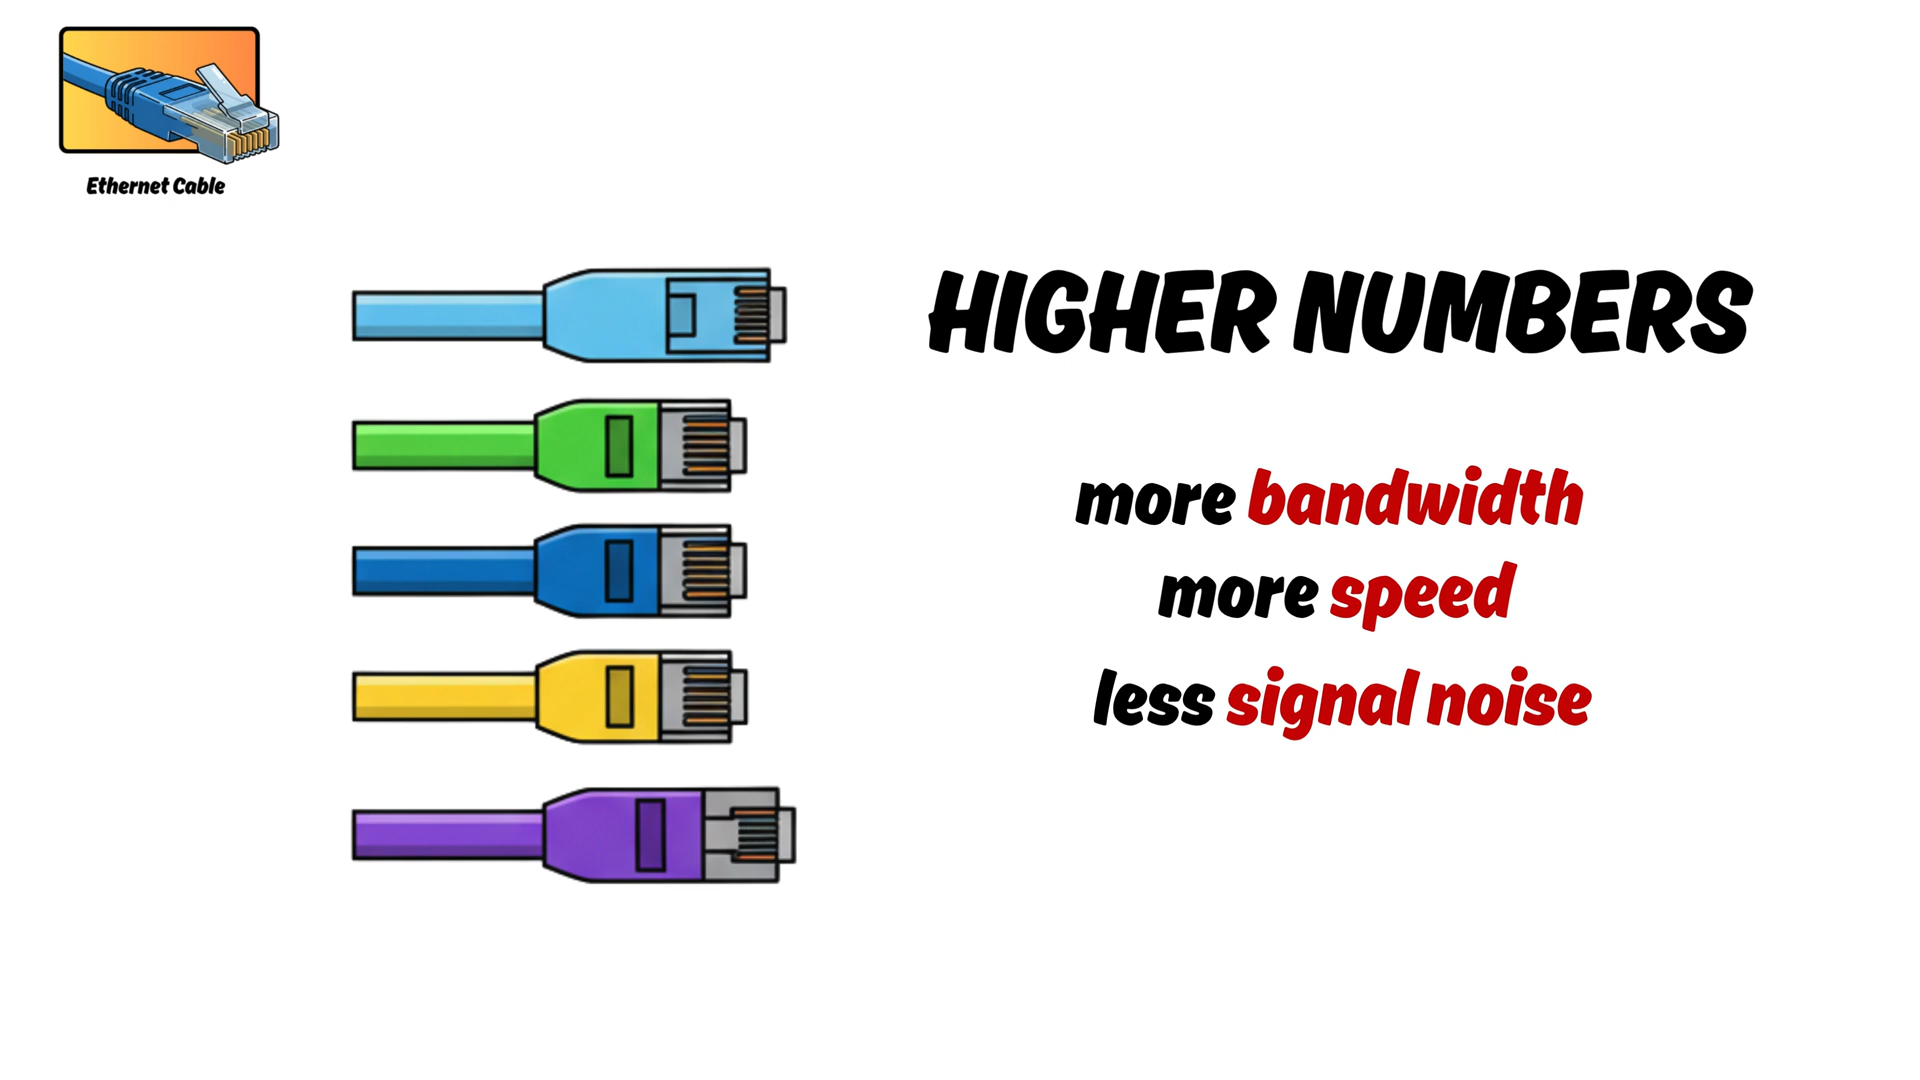 Ethernet Cable
HIGHER NUMBERS
more bandwidth
more speed
less signal noise